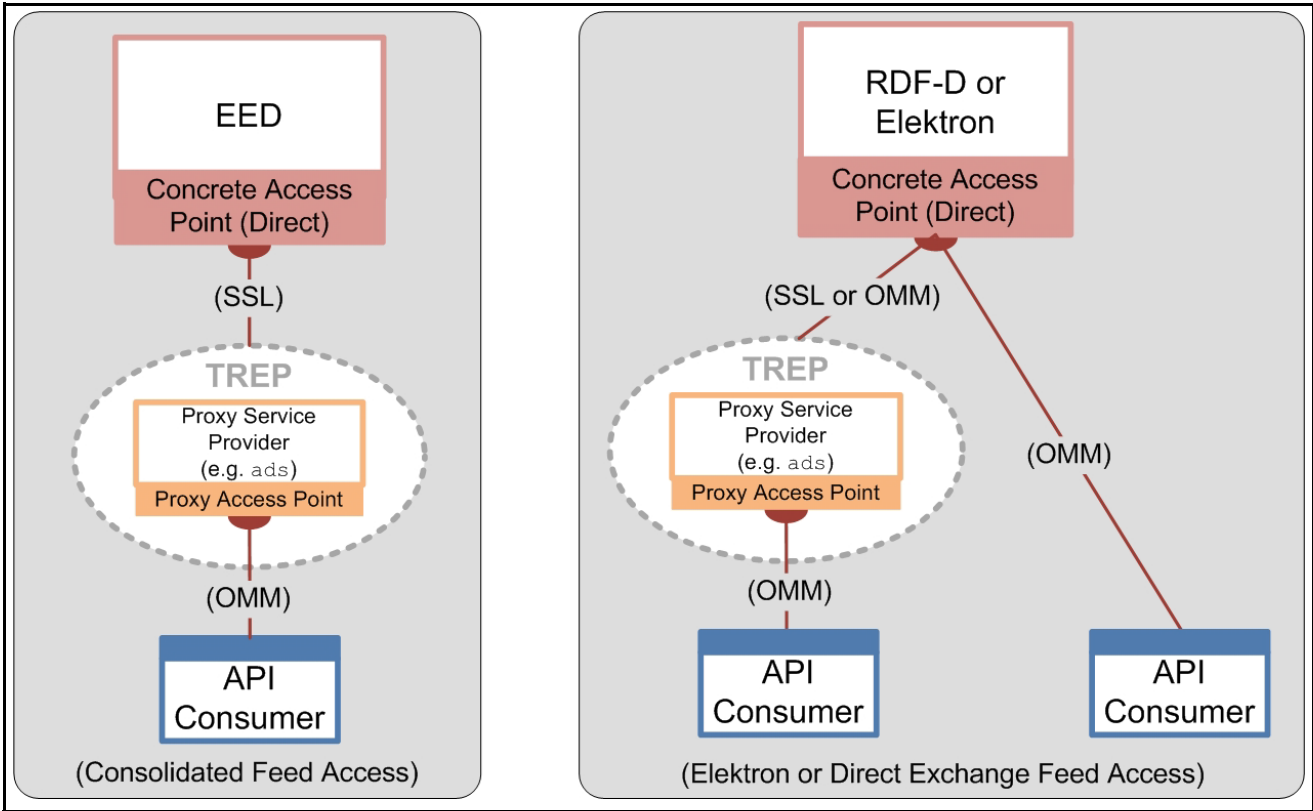 EED
Concrete Access
Point (Direct)
(SSL)
TREP
Proxy Service
Provider
(e.g. ads)
Proxy Access Point
(OMM)
API
Consumer
(Consolidated Feed Access)
RDF-D or
Elektron
Concrete Access
Point (Direct)
(SSL or OMM)
TREP
Proxy Service
Provider
(e.g. ads)
Proxy Access Point
(OMM)
(OMM)
API
Consumer
API
Consumer
(Elektron or Direct Exchange Feed Access)